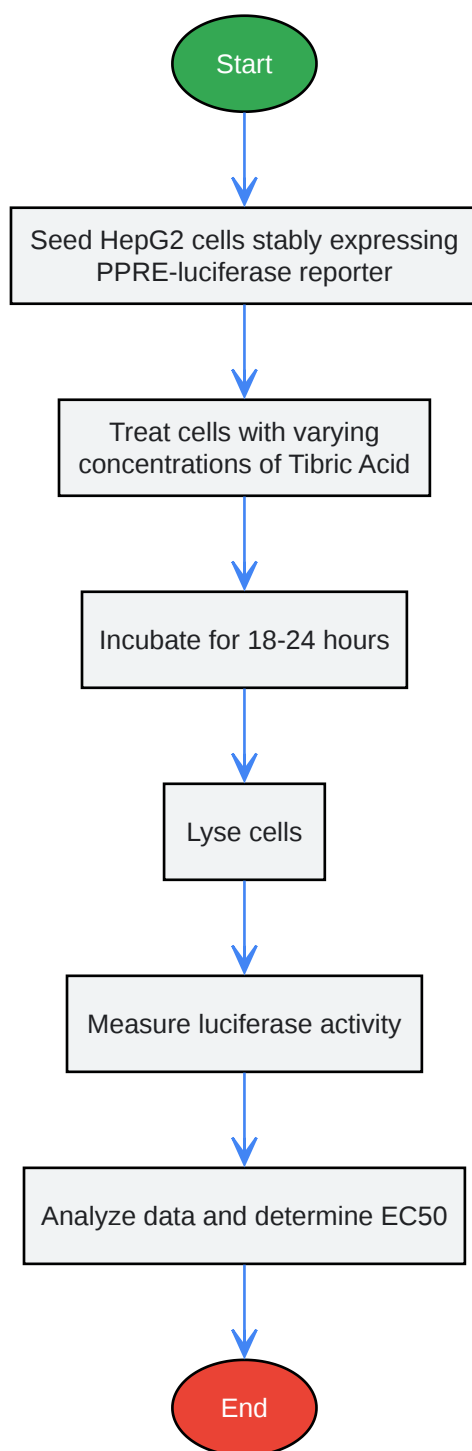 Start
Seed HepG2 cells stably expressing
PPRE-luciferase reporter
Treat cells with varying
concentrations of Tibric Acid
Incubate for 18-24 hours
Lyse cells
Measure luciferase activity
Analyze data and determine EC50
End